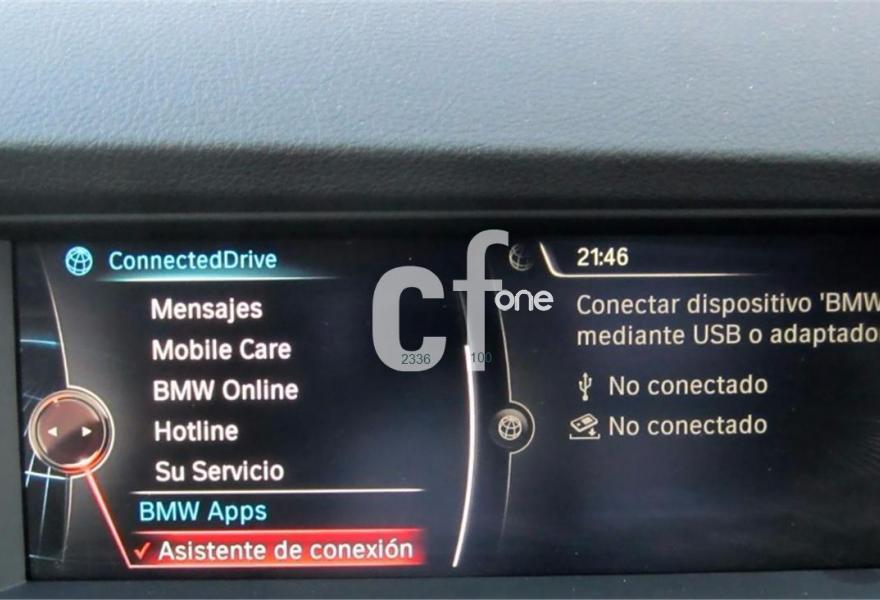 ConnectedDrive
Mensajes
Mobile Care
BMW Online
Hotline
Su Servicio
BMW Apps
Asistente de conexión
21:46
Conectar dispositivo 'BMW
mediante USB o adaptado
No conectado
No conectado
cf one
2336 100